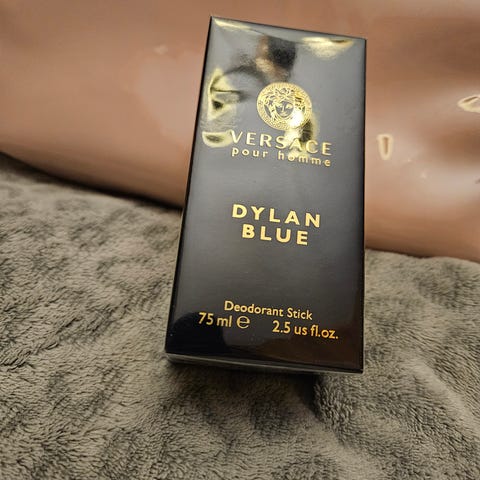 VERSACE
pour homme
DYLAN
BLUE
Deodorant Stick
75 ml ℮ 2.5 us fl.oz.